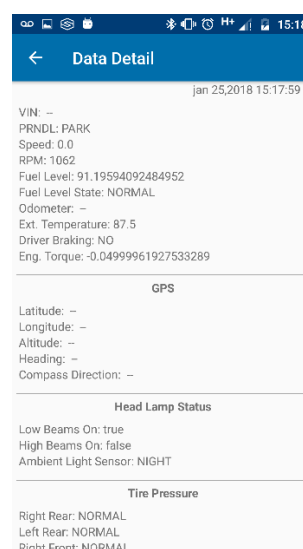 H+ 15:18
Data Detail
jan 25,2018 15:17:59
VIN: --
PRNDL: PARK
Speed: 0.0
RPM: 1062
Fuel Level: 91.19594092484952
Fuel Level State: NORMAL
Odometer: --
Ext. Temperature: 87.5
Driver Braking: NO
Eng. Torque: -0.04999961927533289
GPS
Latitude: --
Longitude: --
Altitude: --
Heading: --
Compass Direction: --
Head Lamp Status
Low Beams On: true
High Beams On: false
Ambient Light Sensor: NIGHT
Tire Pressure
Right Rear: NORMAL
Left Rear: NORMAL
Right Front: NORMAL